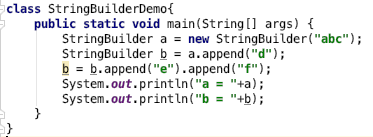 class StringBuilderDemo{
    public static void main(String[] args) {
        StringBuilder a = new StringBuilder("abc");
        StringBuilder b = a.append("d");
        b = b.append("e").append("f");
        System.out.println("a = "+a);
        System.out.println("b = "+b);
    }
}